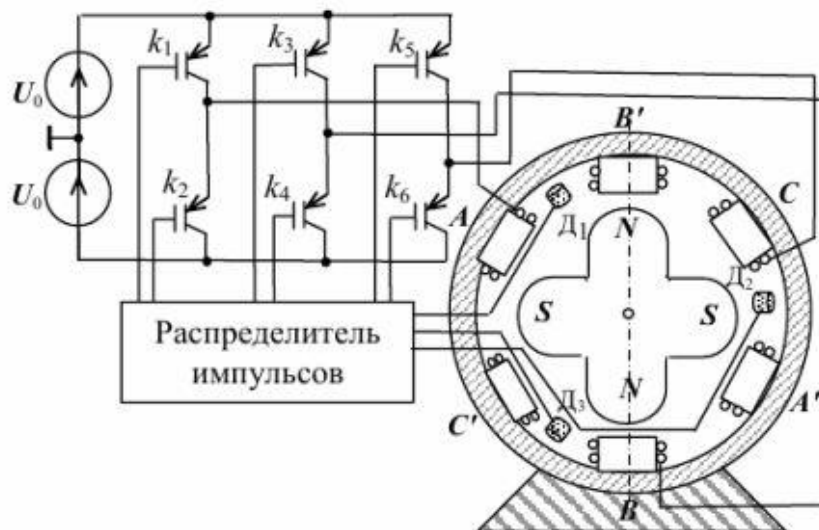 k1
k3
k5
U0
B'
U0
k2
k4
k6
A
C
Д1
N
Д2
S
S
Распределитель
импульсов
N
Д3
C'
A'
B